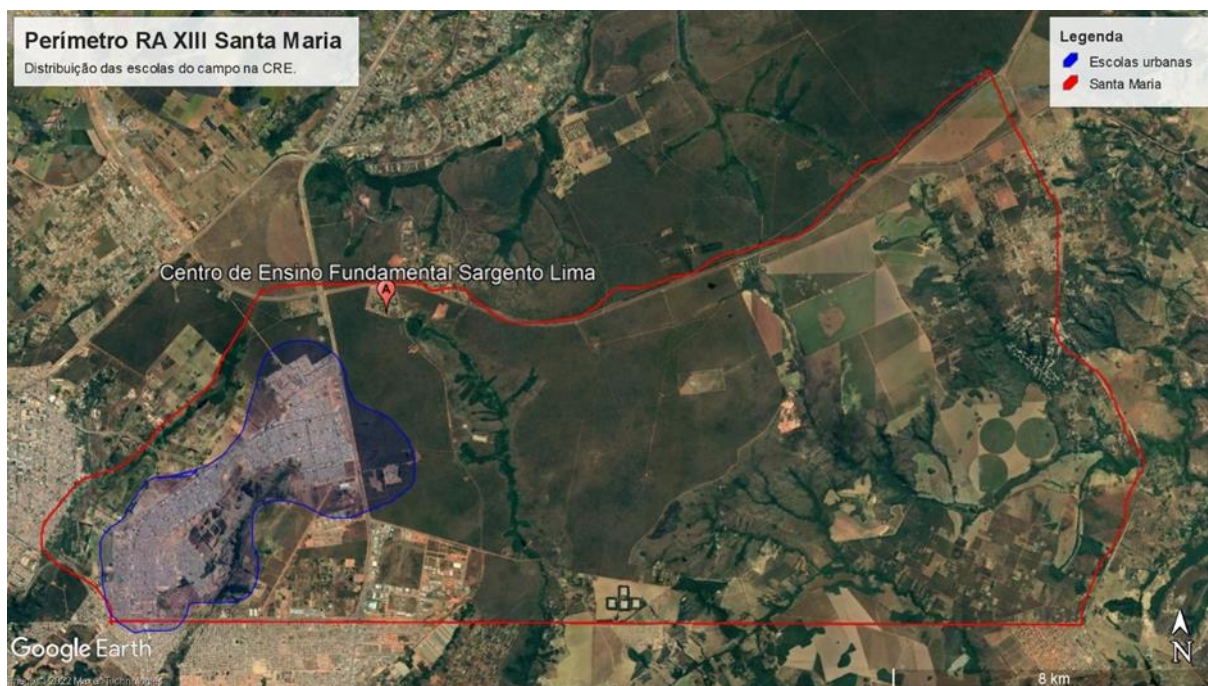 Perímetro RA XIII Santa Maria
Distribuição das escolas do campo na CRE.
Legenda
Escolas urbanas
Santa Maria
Centro de Ensino Fundamental Sargento Lima
A
Google Earth
8 km
N